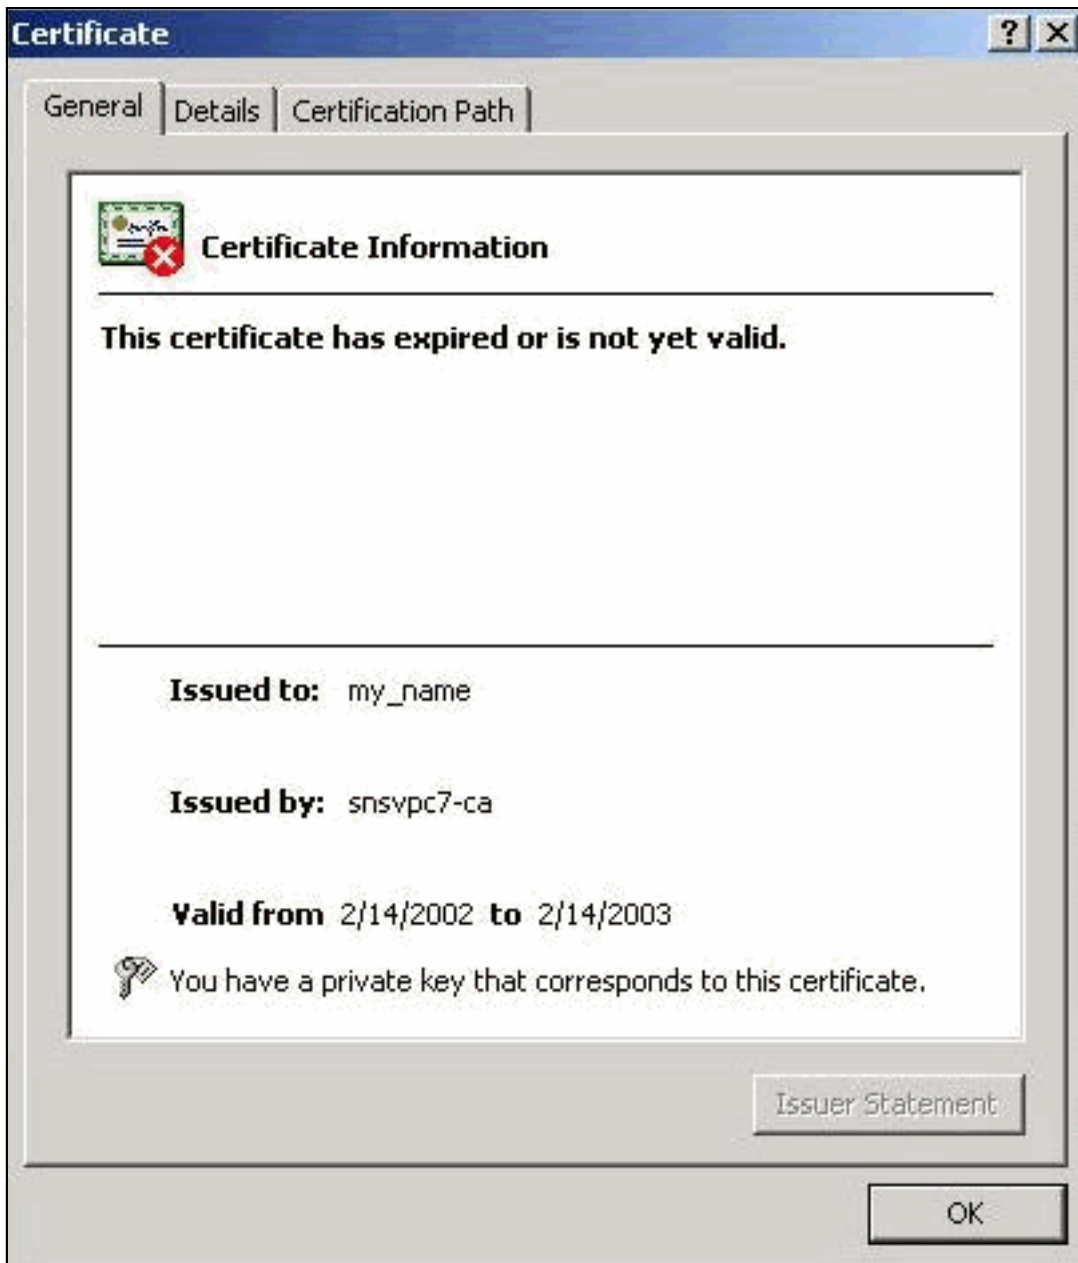 Certificate
General Details Certification Path
Certificate Information
This certificate has expired or is not yet valid.
Issued to: my_name
Issued by: snsvpc7-ca
Valid from 2/14/2002 to 2/14/2003
You have a private key that corresponds to this certificate.
Issuer Statement
OK